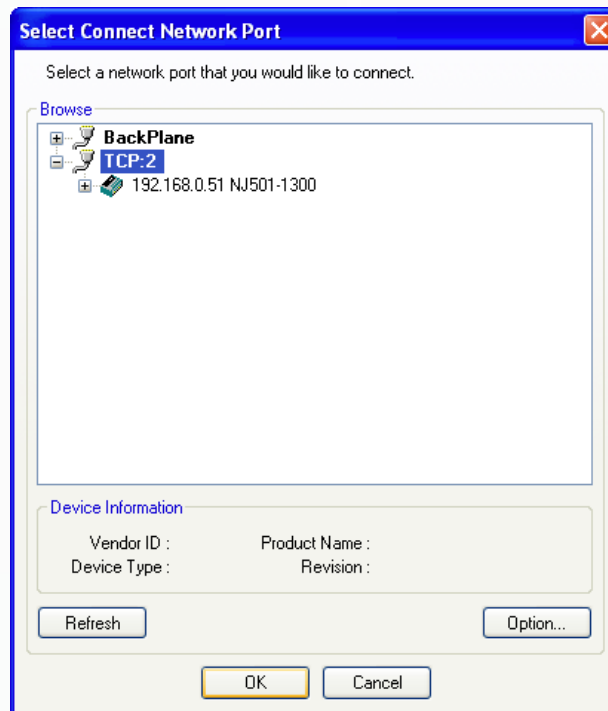 Select Connect Network Port
Select a network port that you would like to connect.
Browse
BackPlane
TCP:2
192.168.0.51 NJ501-1300
Device Information
Vendor ID :
Product Name :
Device Type :
Revision :
Refresh
Option...
OK
Cancel